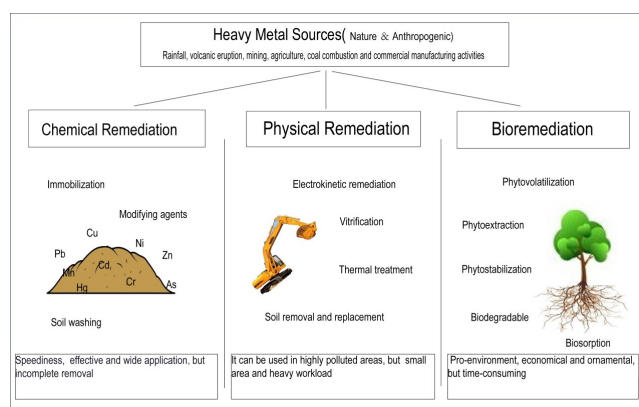 Heavy Metal Sources( Nature & Anthropogenic)
Rainfall, volcanic eruption, mining, agriculture, coal combustion and commercial manufacturing activities
Chemical Remediation
Immobilization
Modifying agents
Cu
Ni
Pb
Zn
Cd,
Mn
Cr
As
Hg
Soil washing
Speediness, effective and wide application, but
incomplete removal
Physical Remediation
Electrokinetic remediation
Vitrification
Thermal treatment
Soil removal and replacement
It can be used in highly polluted areas, but small
area and heavy workload
Bioremediation
Phytovolatilization
Phytoextraction
Phytostabilization
Biodegradable
Biosorption
Pro-environment, economical and ornamental,
but time-consuming